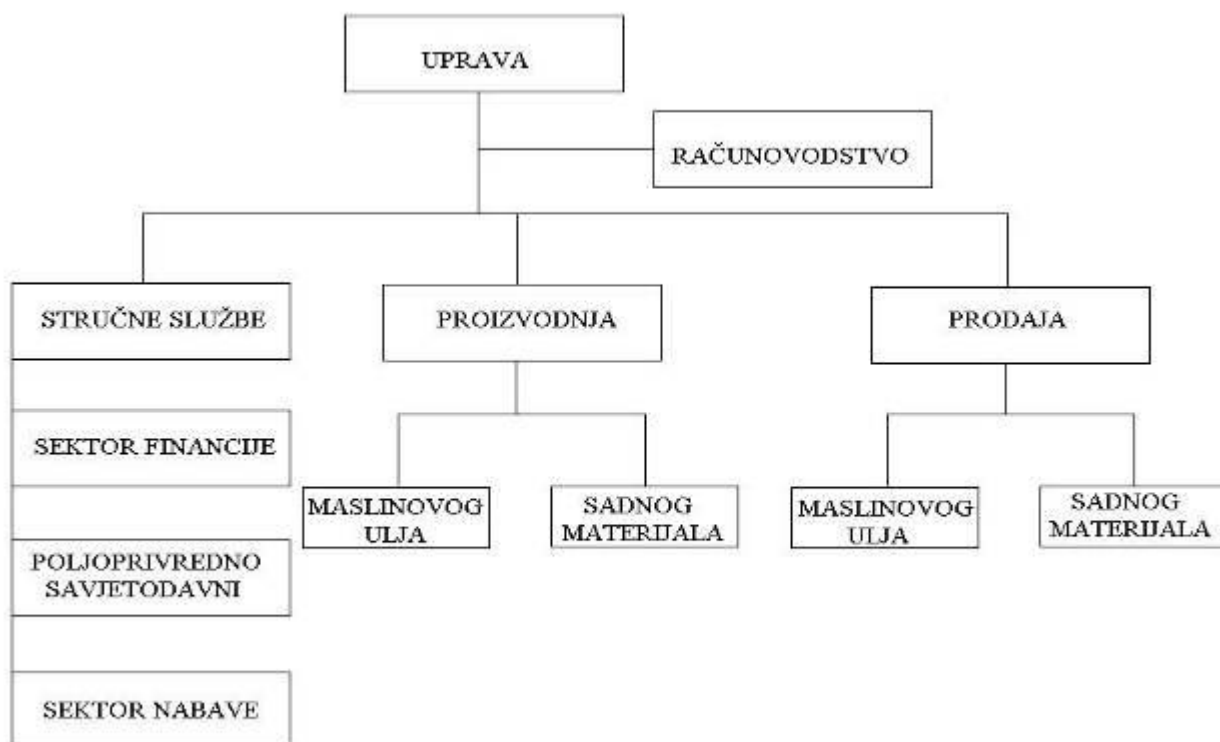 UPRAVA
RAČUNOVODSTVO
STRUČNE SLUŽBE
PROIZVODNJA
PRODAJA
SEKTOR FINANCIJE
MASLINOVOG
ULJA
SADNOG
MATERIJALA
MASLINOVOG
ULJA
SADNOG
MATERIJALA
POLJOPRIVREDNO
SAVJETODAVNI
SEKTOR NABAVE